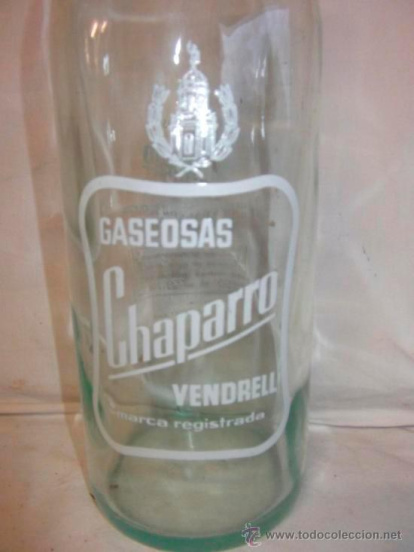 GASEOSAS
Chaparro
VENDRELL
marca registrada
© www.todocoleccion.net